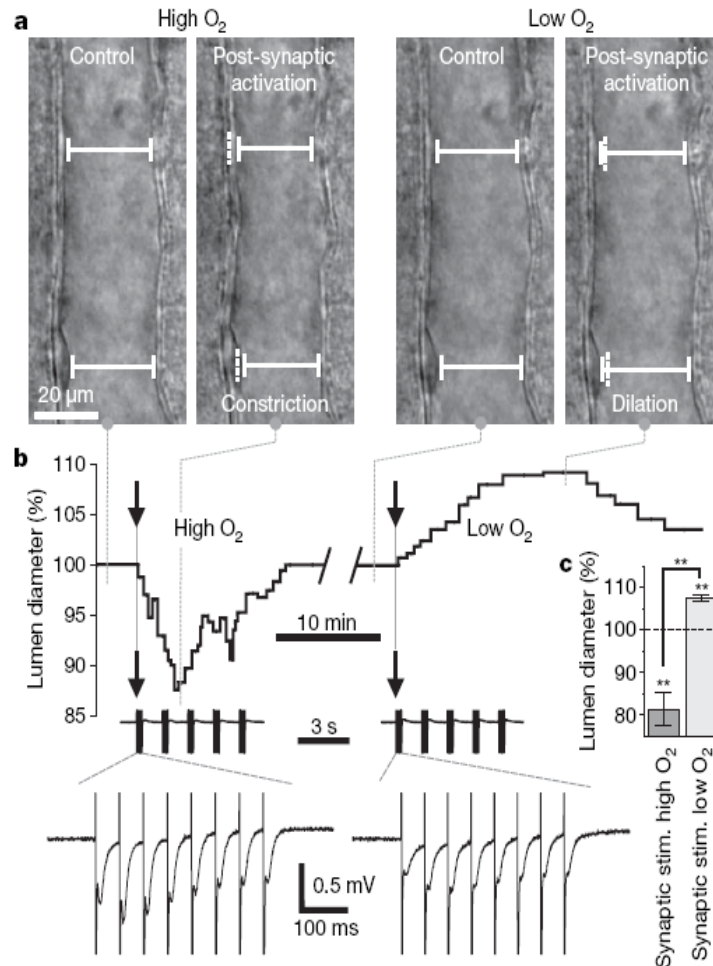 a
High O2
Low O2
Control
Post-synaptic
activation
Control
Post-synaptic
activation
20 µm
Constriction
Dilation
b
Lumen diameter (%)
110
105
100
95
90
85
High O2
Low O2
10 min
3 s
0.5 mV
100 ms
c
Lumen diameter (%)
110
100
90
80
**
**
**
Synaptic stim. high O2
Synaptic stim. low O2